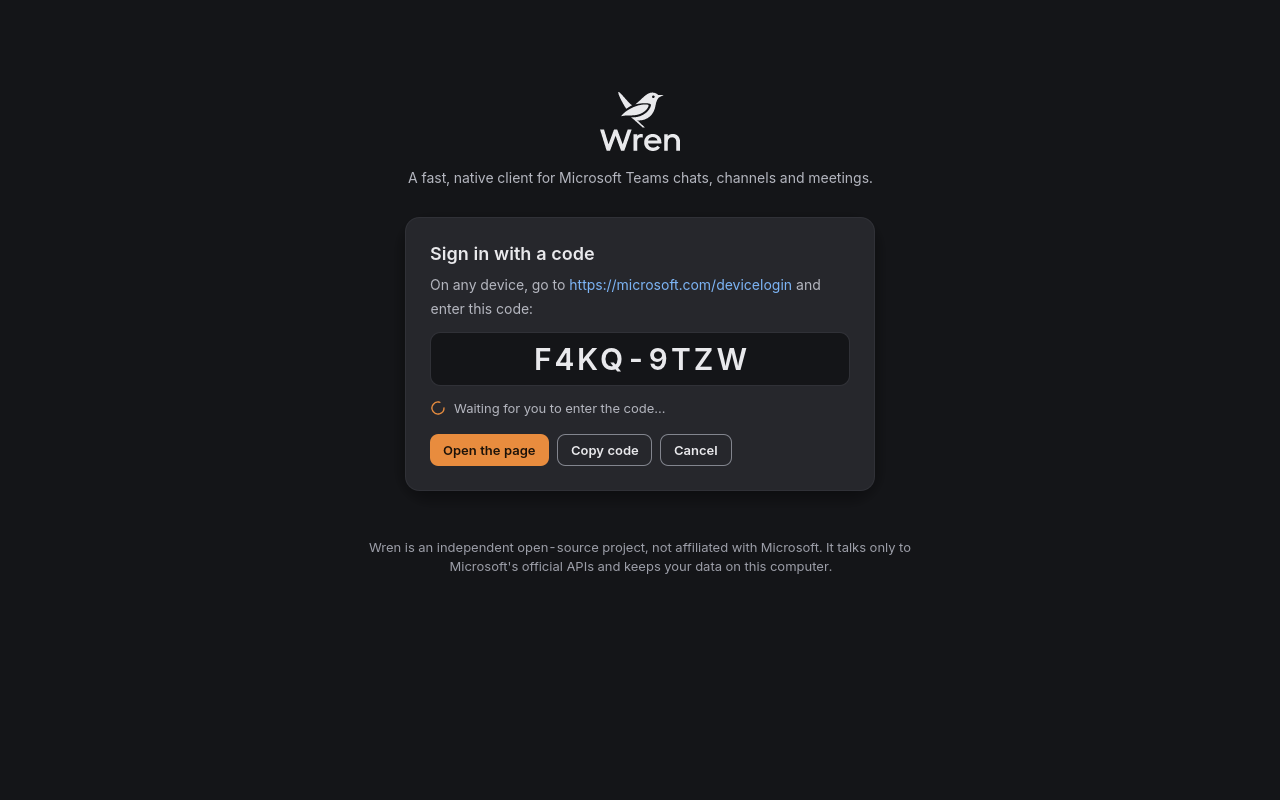 Wren
A fast, native client for Microsoft Teams chats, channels and meetings.
Sign in with a code
On any device, go to https://microsoft.com/devicelogin and
enter this code:
F4KQ-9TZW
Waiting for you to enter the code...
Open the page
Copy code
Cancel
Wren is an independent open-source project, not affiliated with Microsoft. It talks only to
Microsoft's official APIs and keeps your data on this computer.